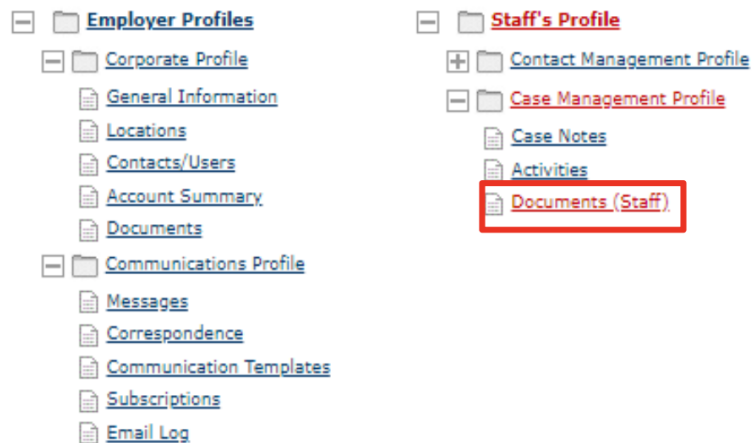 Employer Profiles
Corporate Profile
General Information
Locations
Contacts/Users
Account Summary
Documents
Communications Profile
Messages
Correspondence
Communication Templates
Subscriptions
Email Log
Staff's Profile
Contact Management Profile
Case Management Profile
Case Notes
Activities
Documents (Staff)